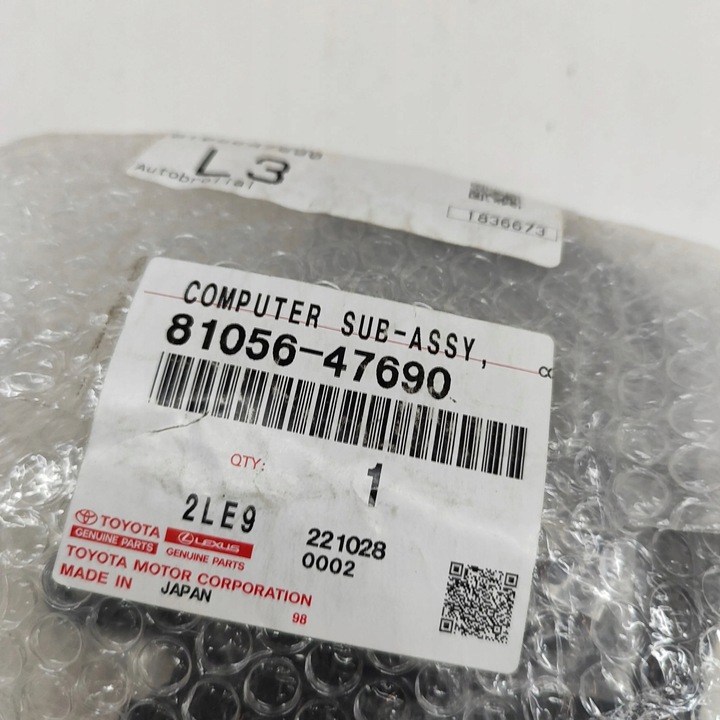 L3
1836673
COMPUTER SUB-ASSY,
81056-47690
QTY: 1
2LE9
TOYOTA
GENUINE PARTS
LEXUS
GENUINE PARTS
221028
0002
TOYOTA MOTOR CORPORATION
MADE IN JAPAN
98